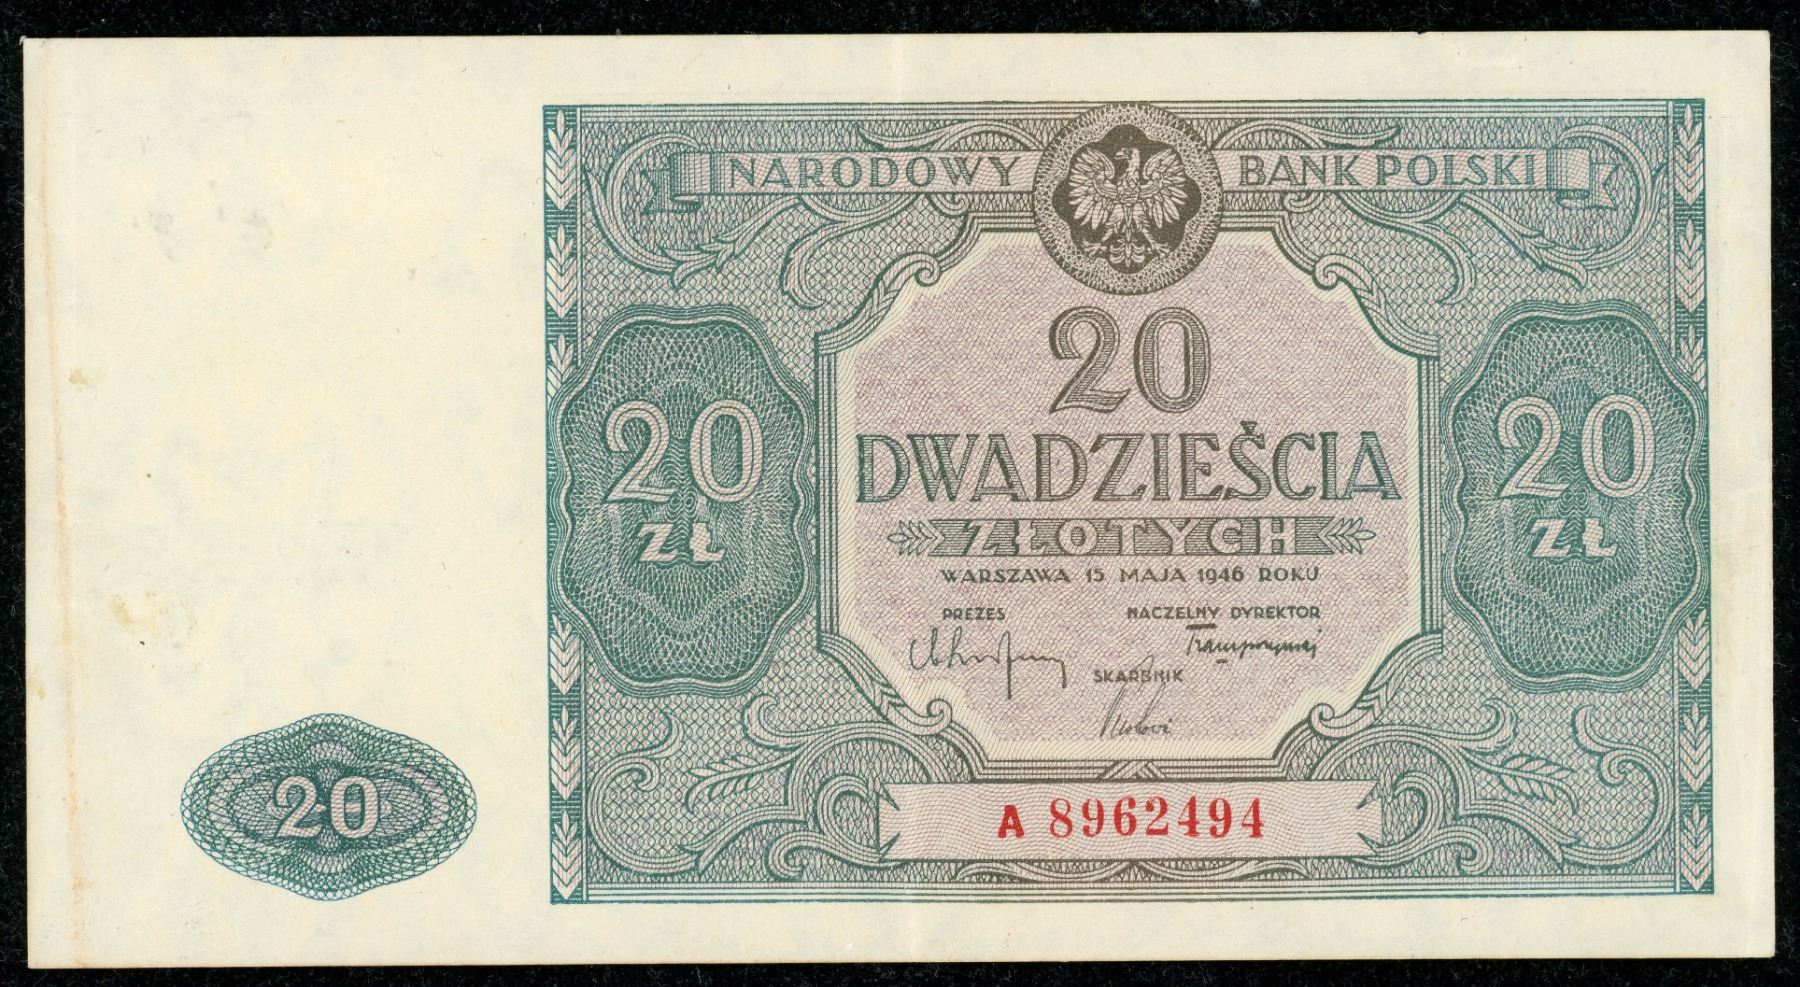 NARODOWY BANK POLSKI
20
DWADZIEŚCIA
ZŁOTYCH
WARSZAWA 15 MAJA 1946 ROKU
PREZES
NACZELNY DYREKTOR
SKARBNIK
20
ZŁ
20
ZŁ
A 8962494
20